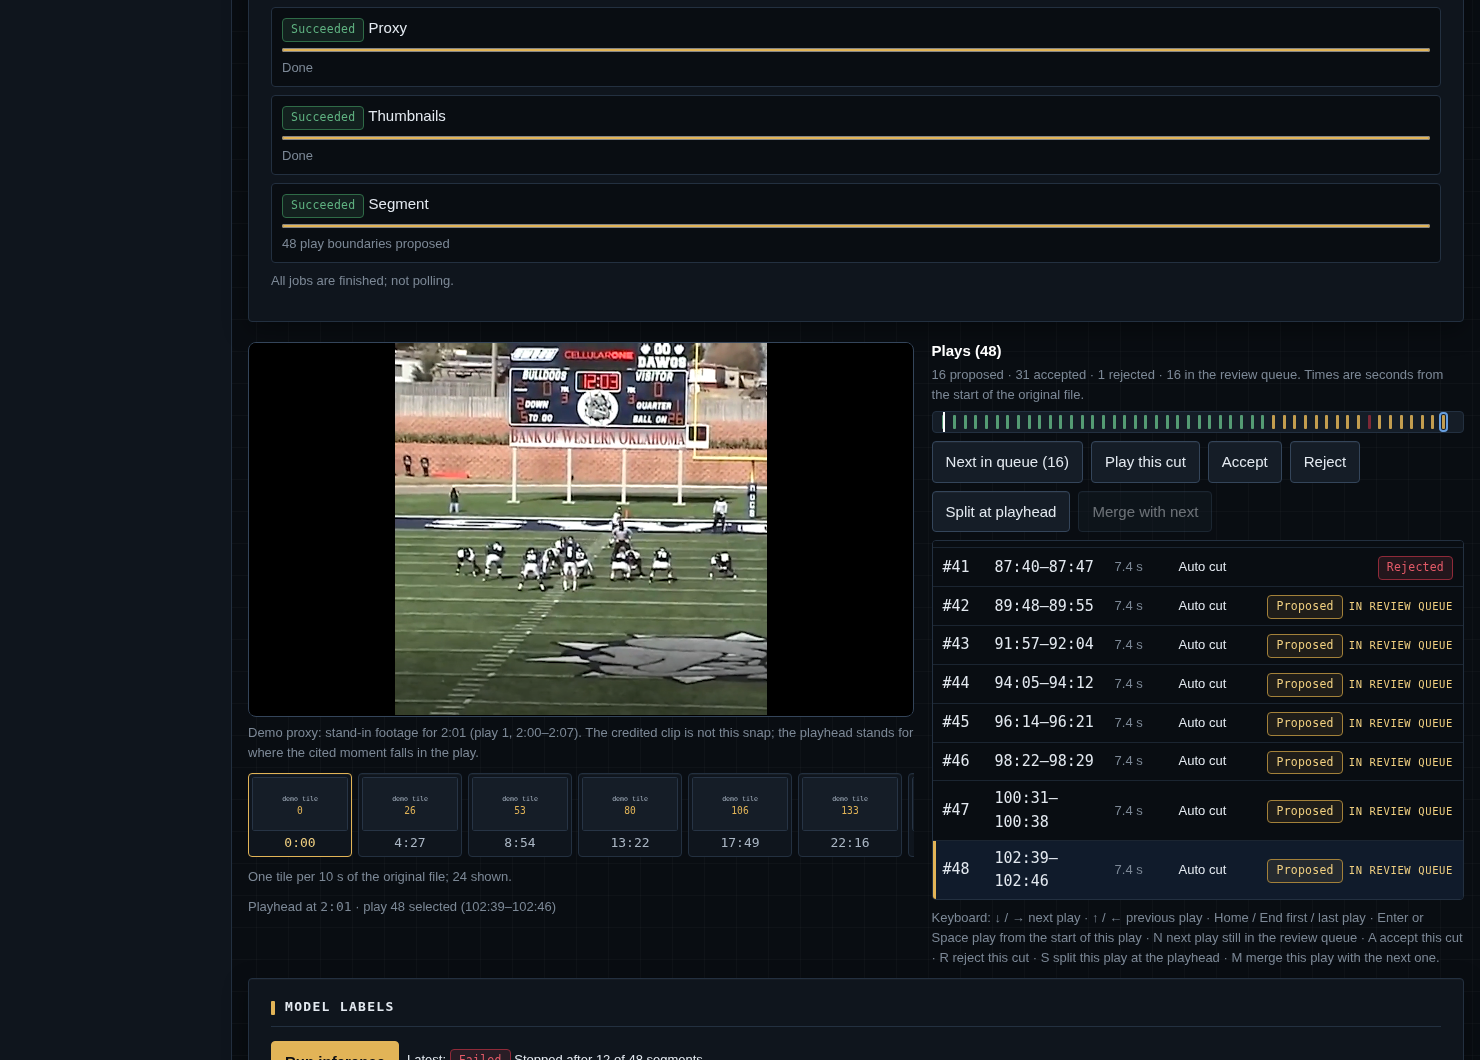 Succeeded Proxy
Done
Succeeded Thumbnails
Done
Succeeded Segment
48 play boundaries proposed
All jobs are finished; not polling.
CELLULARONE
DAWGS
BULLDOGS 12:03 VISITOR
DOWN QUARTER
TO GO BALL ON
BANK OF WESTERN OKLAHOMA
Demo proxy: stand-in footage for 2:01 (play 1, 2:00–2:07). The credited clip is not this snap; the playhead stands for
where the cited moment falls in the play.
demo tile demo tile demo tile demo tile demo tile demo tile
0 26 53 80 106 133
0:00 4:27 8:54 13:22 17:49 22:16
One tile per 10 s of the original file; 24 shown.
Playhead at 2:01 · play 48 selected (102:39–102:46)
Plays (48)
16 proposed · 31 accepted · 1 rejected · 16 in the review queue. Times are seconds from
the start of the original file.
Next in queue (16) Play this cut Accept Reject
Split at playhead Merge with next
#41 87:40–87:47 7.4 s Auto cut Rejected
#42 89:48–89:55 7.4 s Auto cut Proposed IN REVIEW QUEUE
#43 91:57–92:04 7.4 s Auto cut Proposed IN REVIEW QUEUE
#44 94:05–94:12 7.4 s Auto cut Proposed IN REVIEW QUEUE
#45 96:14–96:21 7.4 s Auto cut Proposed IN REVIEW QUEUE
#46 98:22–98:29 7.4 s Auto cut Proposed IN REVIEW QUEUE
#47 100:31–
100:38 7.4 s Auto cut Proposed IN REVIEW QUEUE
#48 102:39–
102:46 7.4 s Auto cut Proposed IN REVIEW QUEUE
Keyboard: ↓ / → next play · ↑ / ← previous play · Home / End first / last play · Enter or
Space play from the start of this play · N next play still in the review queue · A accept this cut
· R reject this cut · S split this play at the playhead · M merge this play with the next one.
MODEL LABELS
Run inference Latest: Failed Stopped after 12 of 48 segments